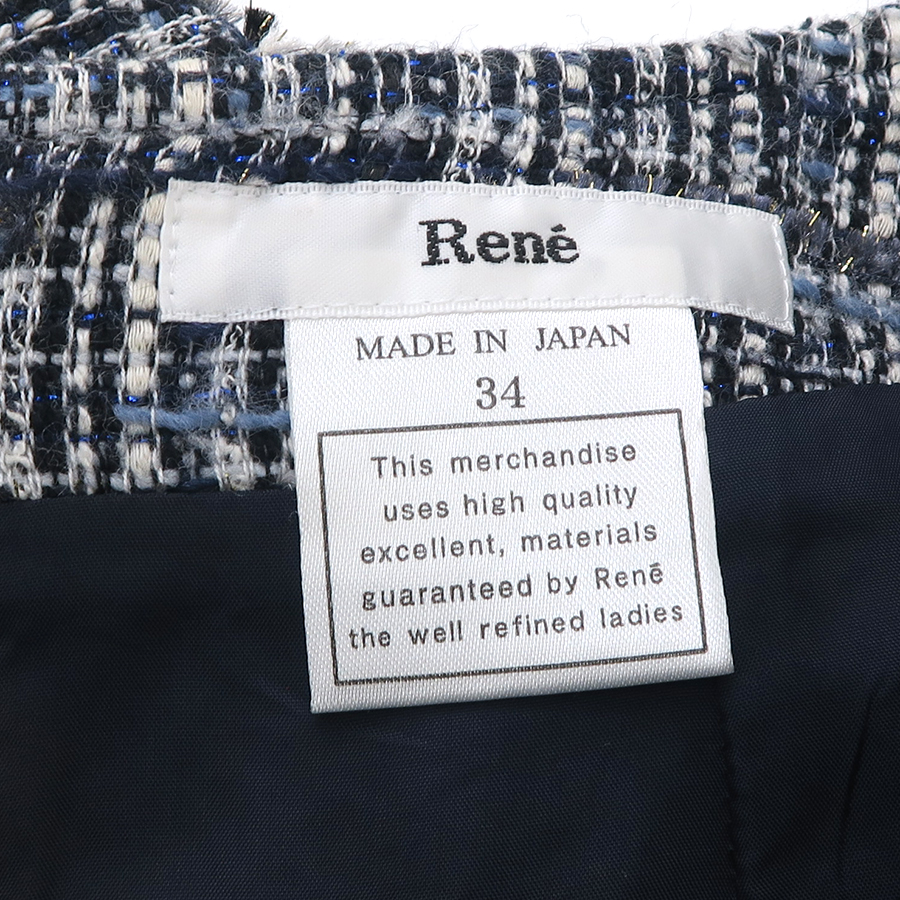 René
MADE IN JAPAN
34
This merchandise
uses high quality
excellent, materials
guaranteed by René
the well refined ladies